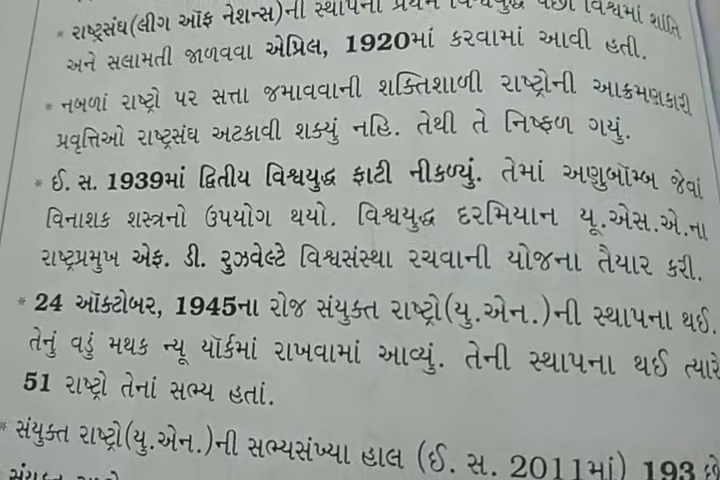 * રાષ્ટ્રસંઘ(લીગ ઑફ નેશન્સ)ની સ્થાપના પ્રથમ વિશ્વયુદ્ધ પછી વિશ્વમાં શાંતિ
અને સલામતી જાળવવા એપ્રિલ, 1920માં કરવામાં આવી હતી.
* નબળાં રાષ્ટ્રો પર સત્તા જમાવવાની શક્તિશાળી રાષ્ટ્રોની આક્રમણકારી
પ્રવૃત્તિઓ રાષ્ટ્રસંઘ અટકાવી શક્યું નહિ. તેથી તે નિષ્ફળ ગયું.
* ઈ. સ. 1939માં દ્વિતીય વિશ્વયુદ્ધ ફાટી નીકળ્યું. તેમાં અણુબૉમ્બ જેવાં
વિનાશક શસ્ત્રનો ઉપયોગ થયો. વિશ્વયુદ્ધ દરમિયાન યૂ.એસ.એ.ના
રાષ્ટ્રપ્રમુખ એફ. ડી. રુઝવેલ્ટે વિશ્વસંસ્થા રચવાની યોજના તૈયાર કરી.
* 24 ઑક્ટોબર, 1945ના રોજ સંયુક્ત રાષ્ટ્રો(યુ.એન.)ની સ્થાપના થઈ.
તેનું વડું મથક ન્યૂ યૉર્કમાં રાખવામાં આવ્યું. તેની સ્થાપના થઈ ત્યારે
51 રાષ્ટ્રો તેનાં સભ્ય હતાં.
* સંયુક્ત રાષ્ટ્રો(યુ.એન.)ની સભ્યસંખ્યા હાલ (ઈ. સ. 2011માં) 193 છે